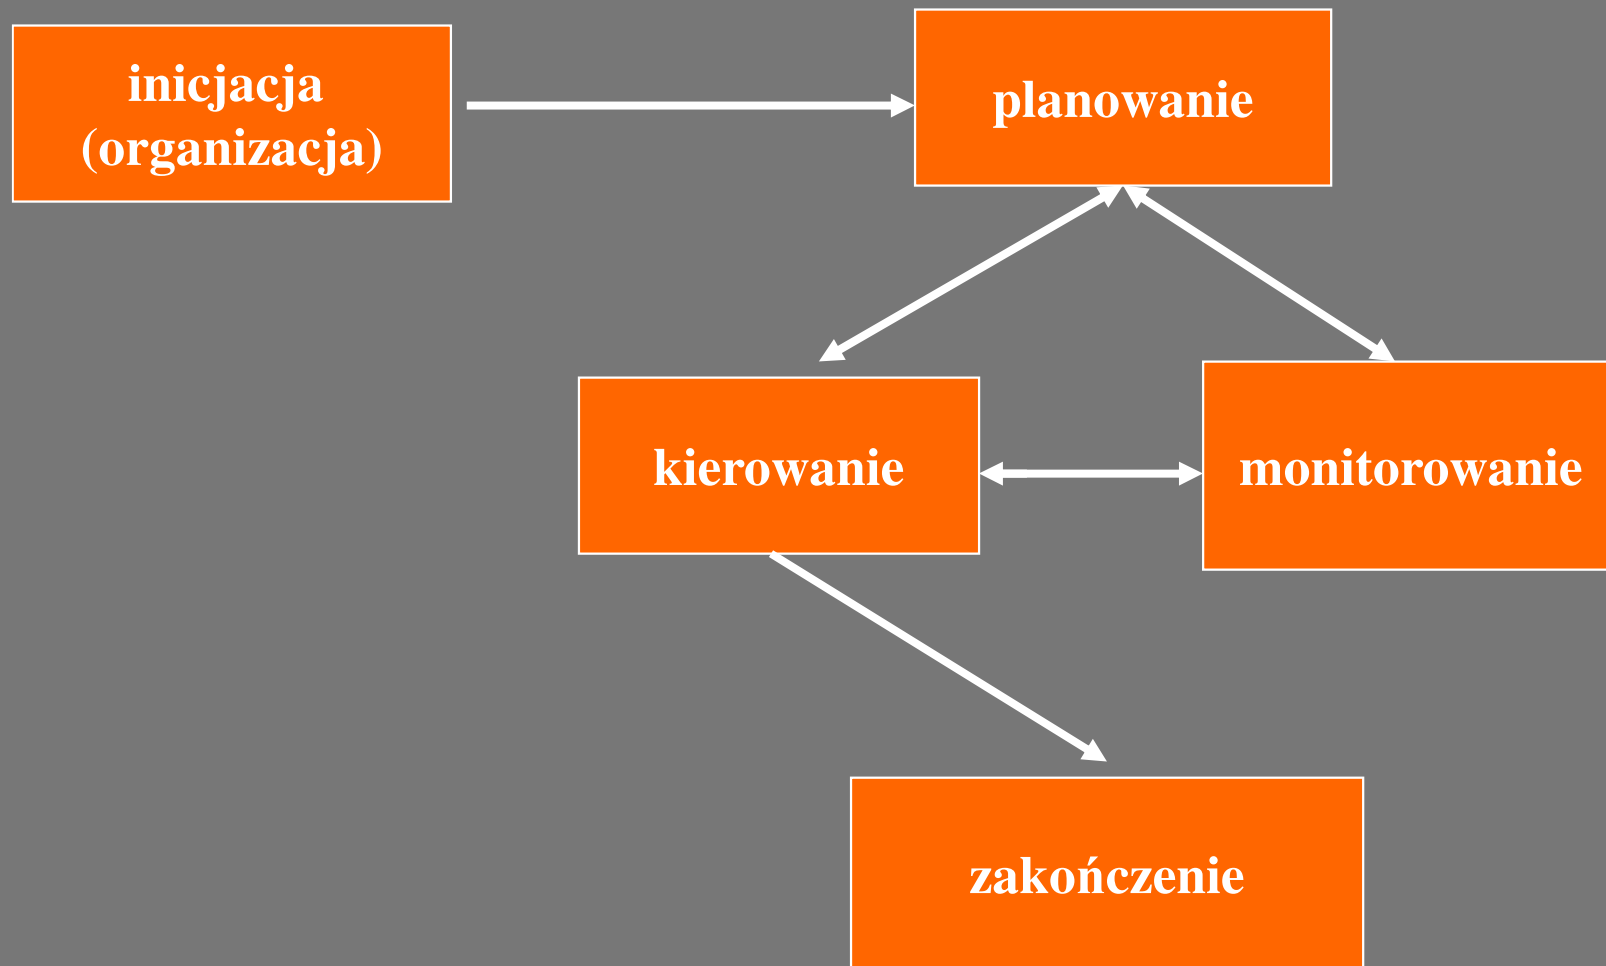 inicjacja
(organizacja)
planowanie
kierowanie
monitorowanie
zakończenie